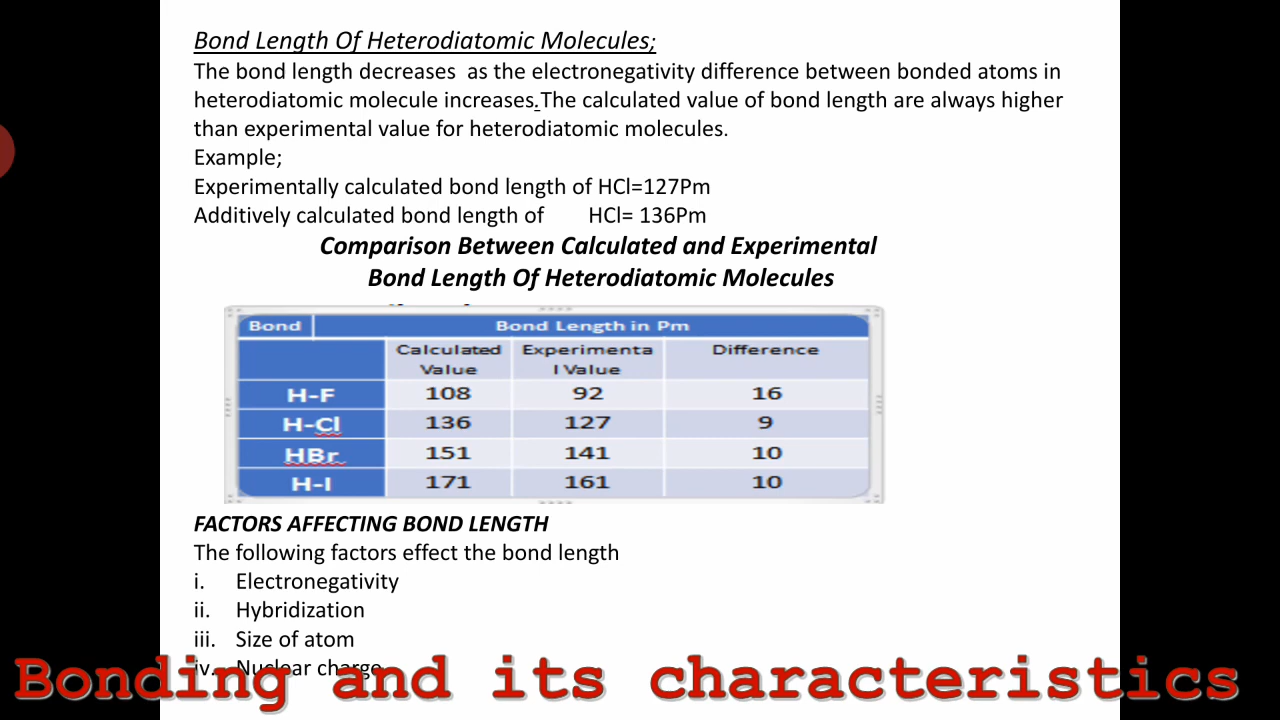 Bond Length Of Heterodiatomic Molecules;
The bond length decreases as the electronegativity difference between bonded atoms in
heterodiatomic molecule increases.The calculated value of bond length are always higher
than experimental value for heterodiatomic molecules.
Example;
Experimentally calculated bond length of HCl=127Pm
Additively calculated bond length of HCl= 136Pm
Comparison Between Calculated and Experimental
Bond Length Of Heterodiatomic Molecules
Bond Bond Length in Pm
Calculated Experimenta Difference
Value l Value
H-F 108 92 16
H-Cl 136 127 9
HBr 151 141 10
H-I 171 161 10
FACTORS AFFECTING BOND LENGTH
The following factors effect the bond length
i. Electronegativity
ii. Hybridization
iii. Size of atom
iv. Nuclear charge
Bonding and its characteristics